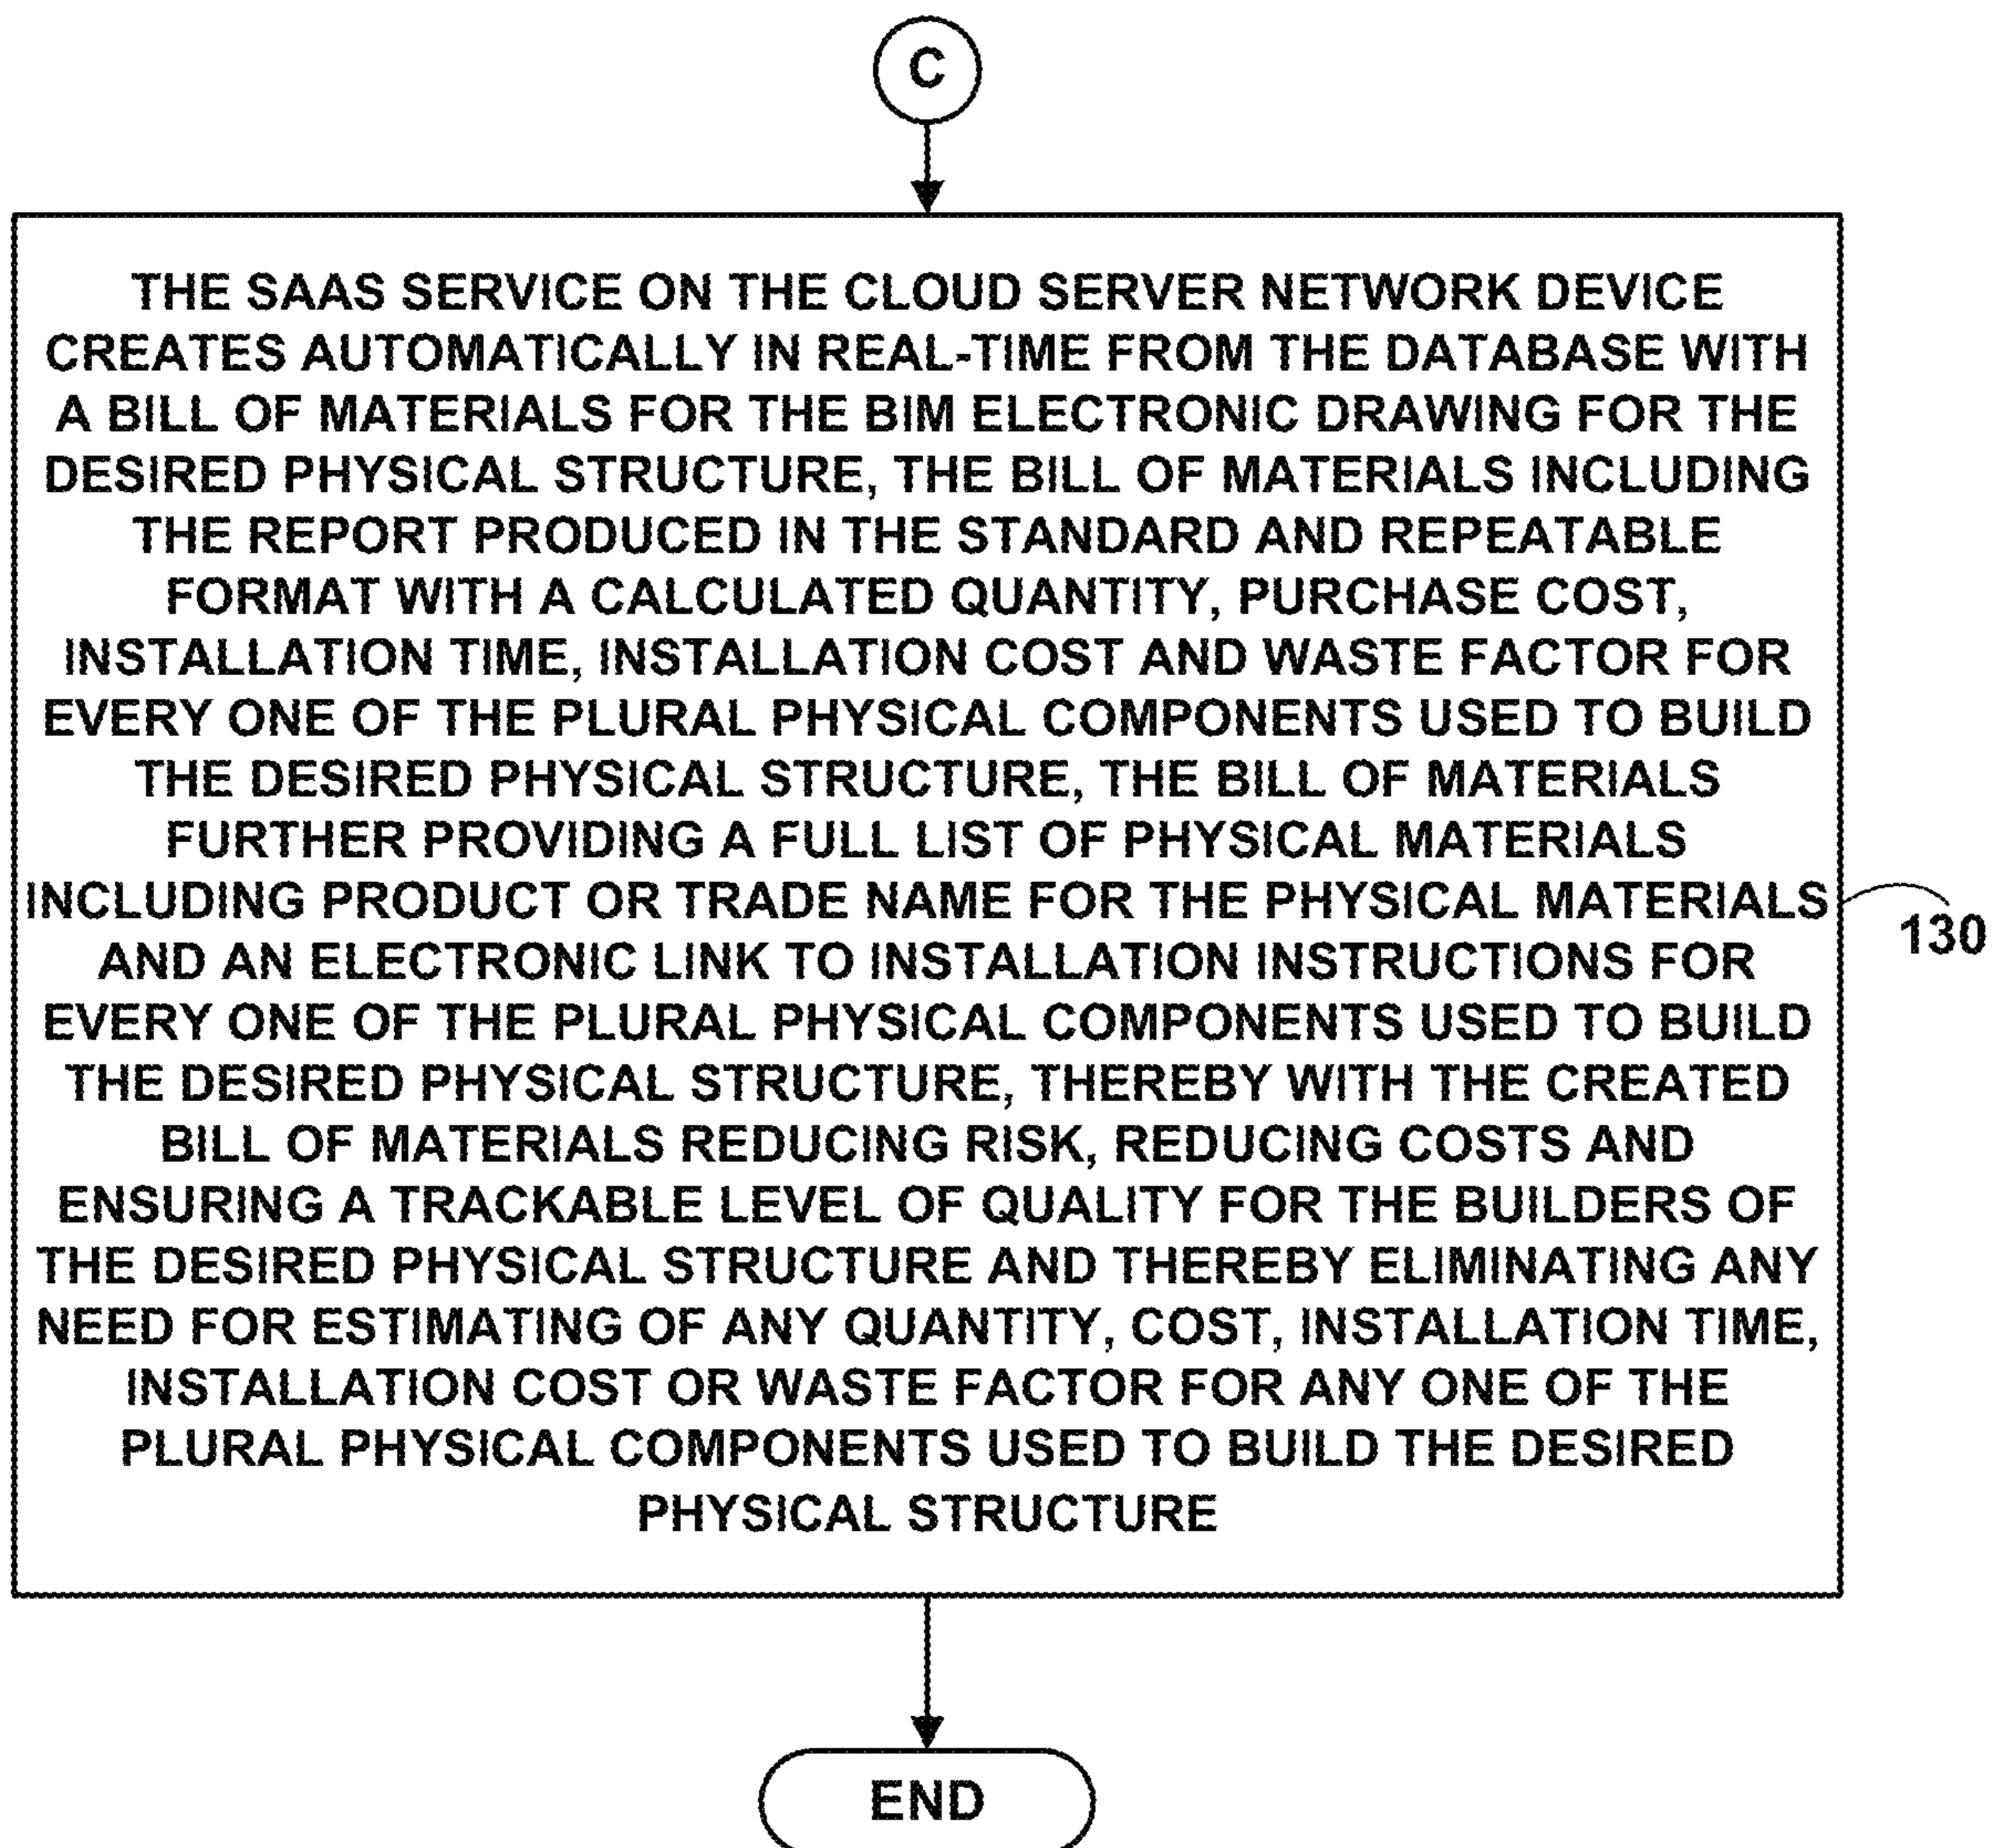 C
THE SAAS SERVICE ON THE CLOUD SERVER NETWORK DEVICE
CREATES AUTOMATICALLY IN REAL-TIME FROM THE DATABASE WITH
A BILL OF MATERIALS FOR THE BIM ELECTRONIC DRAWING FOR THE
DESIRED PHYSICAL STRUCTURE, THE BILL OF MATERIALS INCLUDING
THE REPORT PRODUCED IN THE STANDARD AND REPEATABLE
FORMAT WITH A CALCULATED QUANTITY, PURCHASE COST,
INSTALLATION TIME, INSTALLATION COST AND WASTE FACTOR FOR
EVERY ONE OF THE PLURAL PHYSICAL COMPONENTS USED TO BUILD
THE DESIRED PHYSICAL STRUCTURE, THE BILL OF MATERIALS
FURTHER PROVIDING A FULL LIST OF PHYSICAL MATERIALS
INCLUDING PRODUCT OR TRADE NAME FOR THE PHYSICAL MATERIALS
AND AN ELECTRONIC LINK TO INSTALLATION INSTRUCTIONS FOR
EVERY ONE OF THE PLURAL PHYSICAL COMPONENTS USED TO BUILD
THE DESIRED PHYSICAL STRUCTURE, THEREBY WITH THE CREATED
BILL OF MATERIALS REDUCING RISK, REDUCING COSTS AND
ENSURING A TRACKABLE LEVEL OF QUALITY FOR THE BUILDERS OF
THE DESIRED PHYSICAL STRUCTURE AND THEREBY ELIMINATING ANY
NEED FOR ESTIMATING OF ANY QUANTITY, COST, INSTALLATION TIME,
INSTALLATION COST OR WASTE FACTOR FOR ANY ONE OF THE
PLURAL PHYSICAL COMPONENTS USED TO BUILD THE DESIRED
PHYSICAL STRUCTURE
130
END